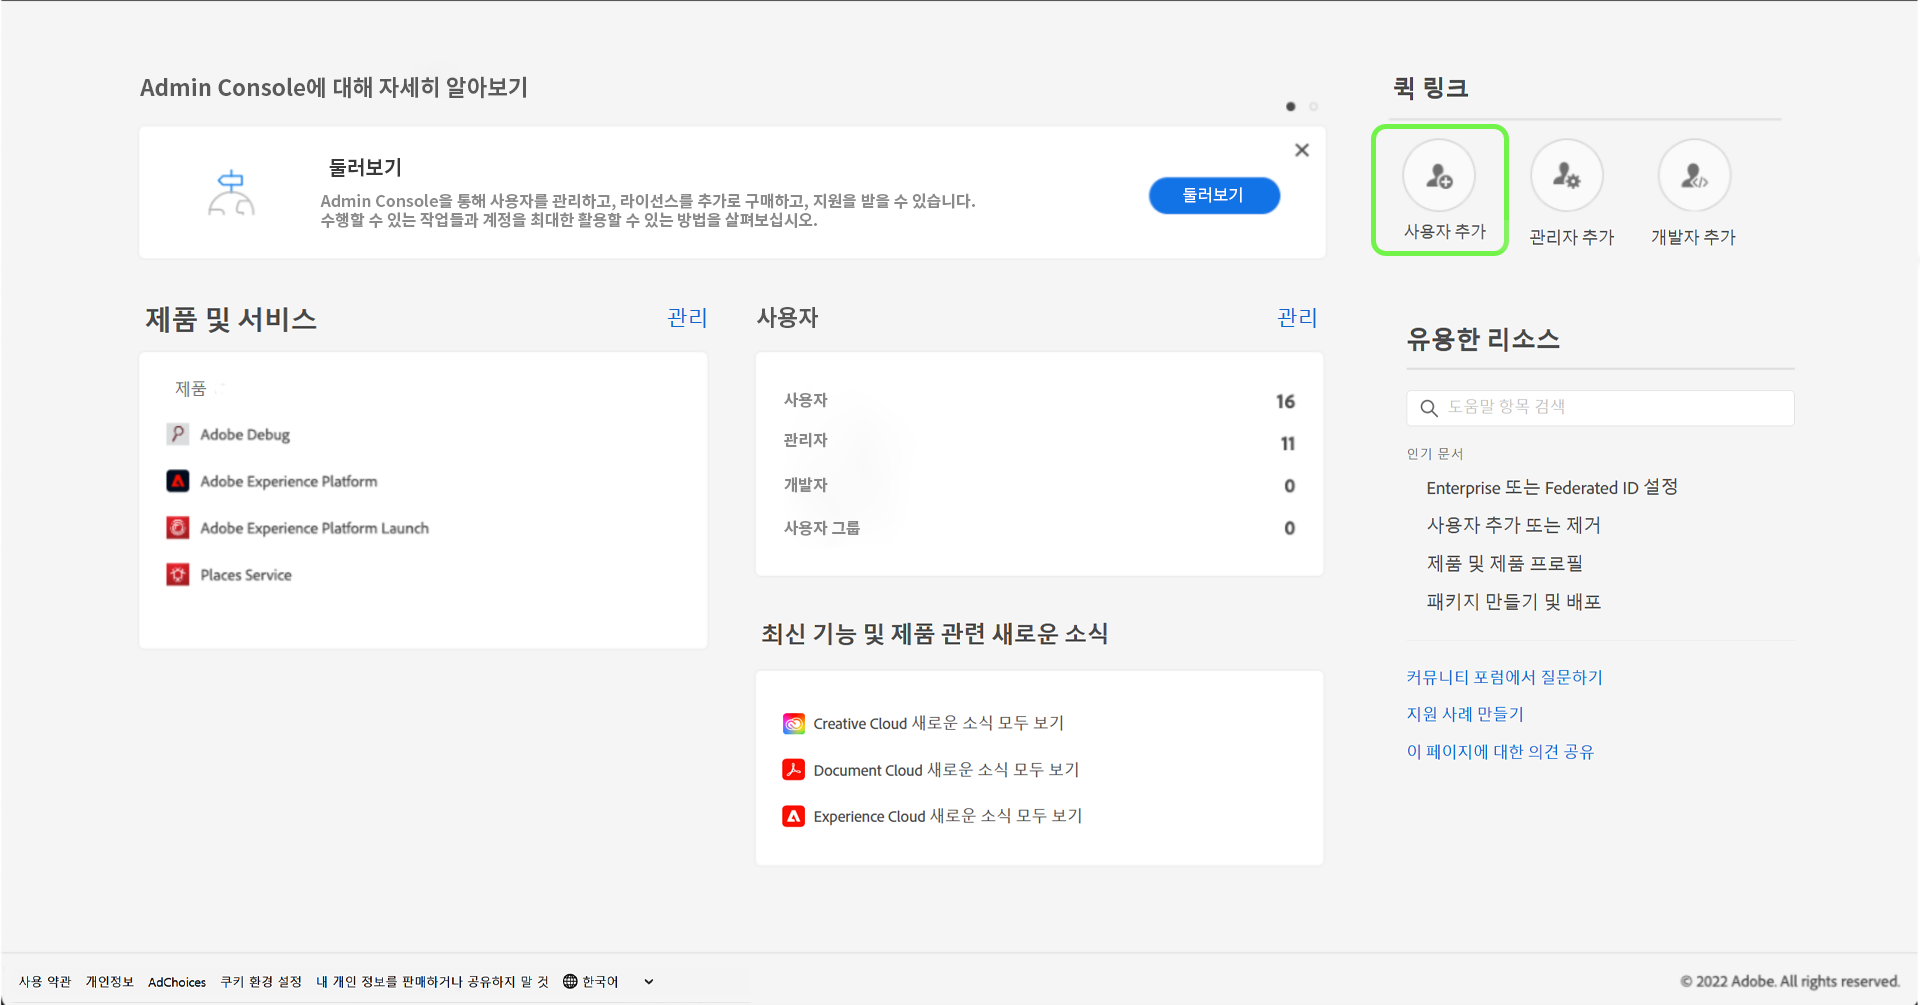 Admin Console에 대해 자세히 알아보기
둘러보기
Admin Console을 통해 사용자를 관리하고, 라이선스를 추가로 구매하고, 지원을 받을 수 있습니다.
수행할 수 있는 작업들과 계정을 최대한 활용할 수 있는 방법을 살펴보십시오.
둘러보기
퀵 링크
사용자 추가
관리자 추가
개발자 추가
제품 및 서비스
관리
제품
Adobe Debug
Adobe Experience Platform
Adobe Experience Platform Launch
Places Service
사용자
관리
사용자 16
관리자 11
개발자 0
사용자 그룹 0
최신 기능 및 제품 관련 새로운 소식
Creative Cloud 새로운 소식 모두 보기
Document Cloud 새로운 소식 모두 보기
Experience Cloud 새로운 소식 모두 보기
유용한 리소스
도움말 항목 검색
인기 문서
Enterprise 또는 Federated ID 설정
사용자 추가 또는 제거
제품 및 제품 프로필
패키지 만들기 및 배포
커뮤니티 포럼에서 질문하기
지원 사례 만들기
이 페이지에 대한 의견 공유
사용 약관 개인정보 AdChoices 쿠키 환경 설정 내 개인 정보를 판매하거나 공유하지 말 것 한국어
© 2022 Adobe. All rights reserved.